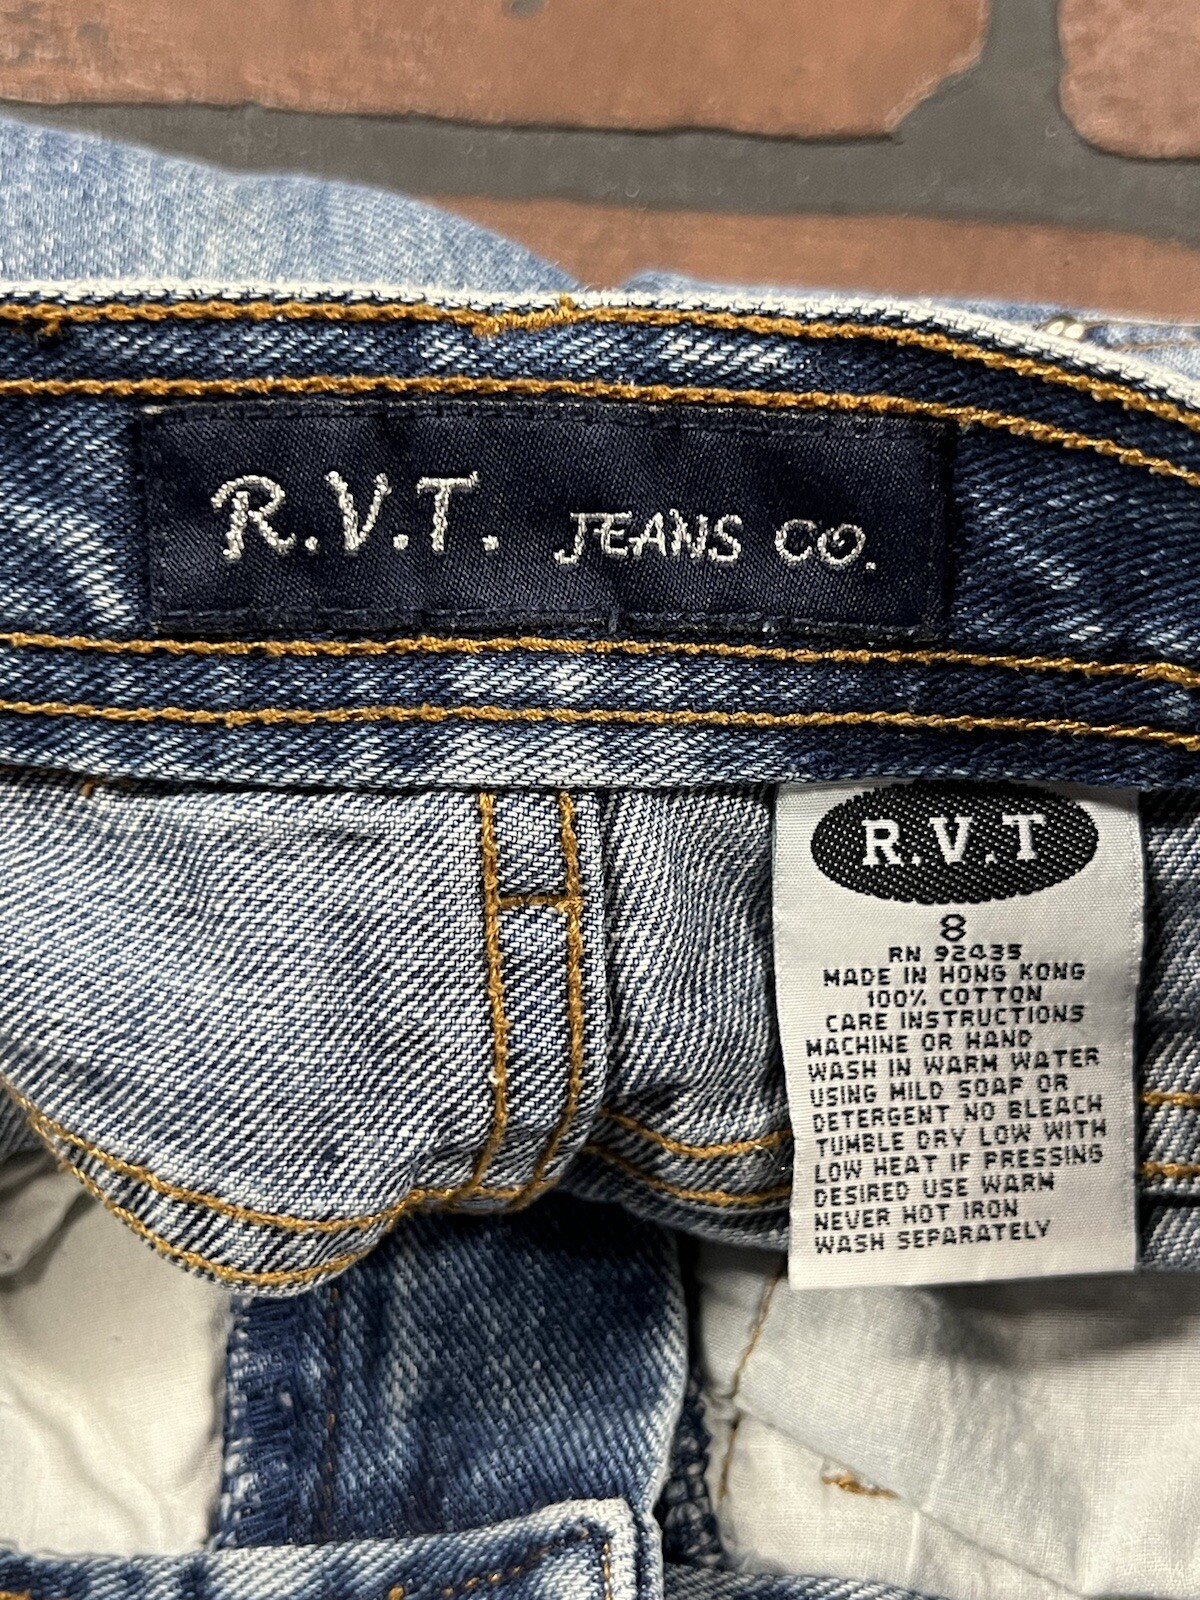 R.V.T. JEANS CO.
R.V.T
8
RN 92435
MADE IN HONG KONG
100% COTTON
CARE INSTRUCTIONS
MACHINE OR HAND
WASH IN WARM WATER
USING MILD SOAP OR
DETERGENT NO BLEACH
TUMBLE DRY LOW WITH
LOW HEAT IF PRESSING
DESIRED USE WARM
NEVER HOT IRON
WASH SEPARATELY